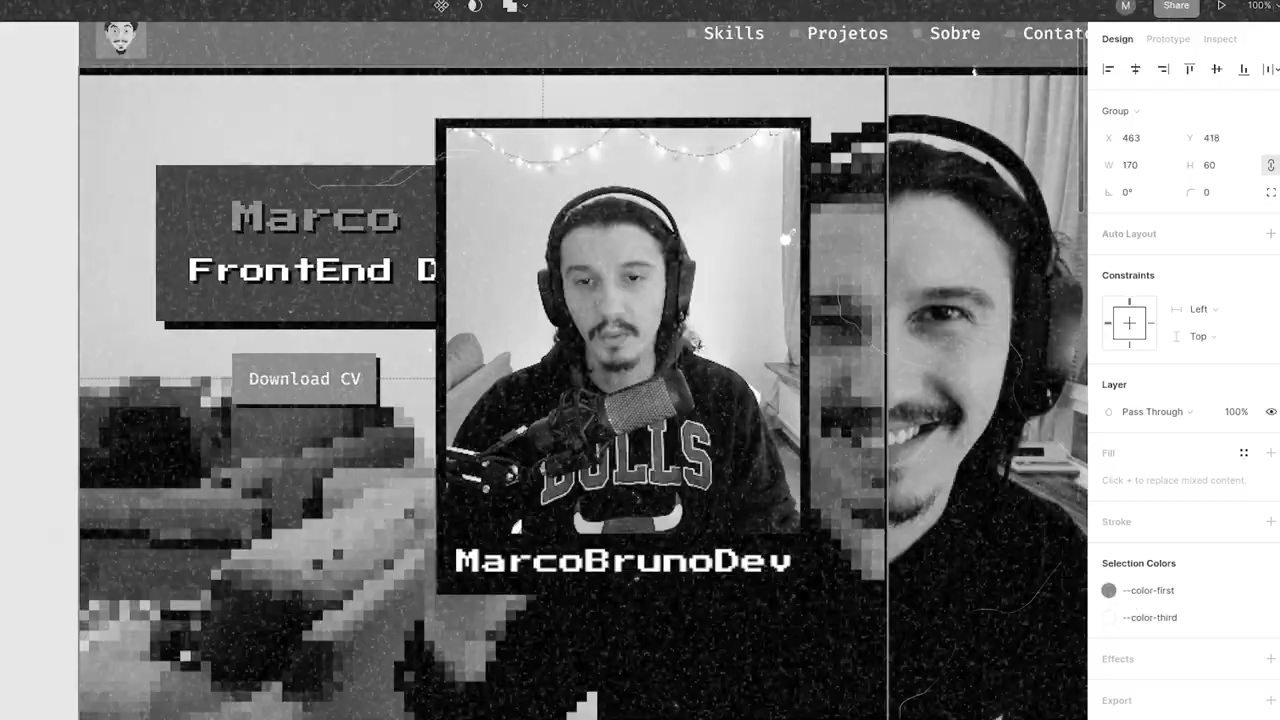 M
Share
100%
Skills
Projetos
Sobre
Contato
Design
Prototype
Inspect
Group
X 463
Y 418
W 170
H 60
0°
0
Auto Layout
Constraints
Left
Top
Layer
Pass Through
100%
Fill
Click + to replace mixed content.
Stroke
Selection Colors
--color-first
--color-third
Effects
Export
Marco
FrontEnd D
Download CV
BULLS
MarcoBrunoDev